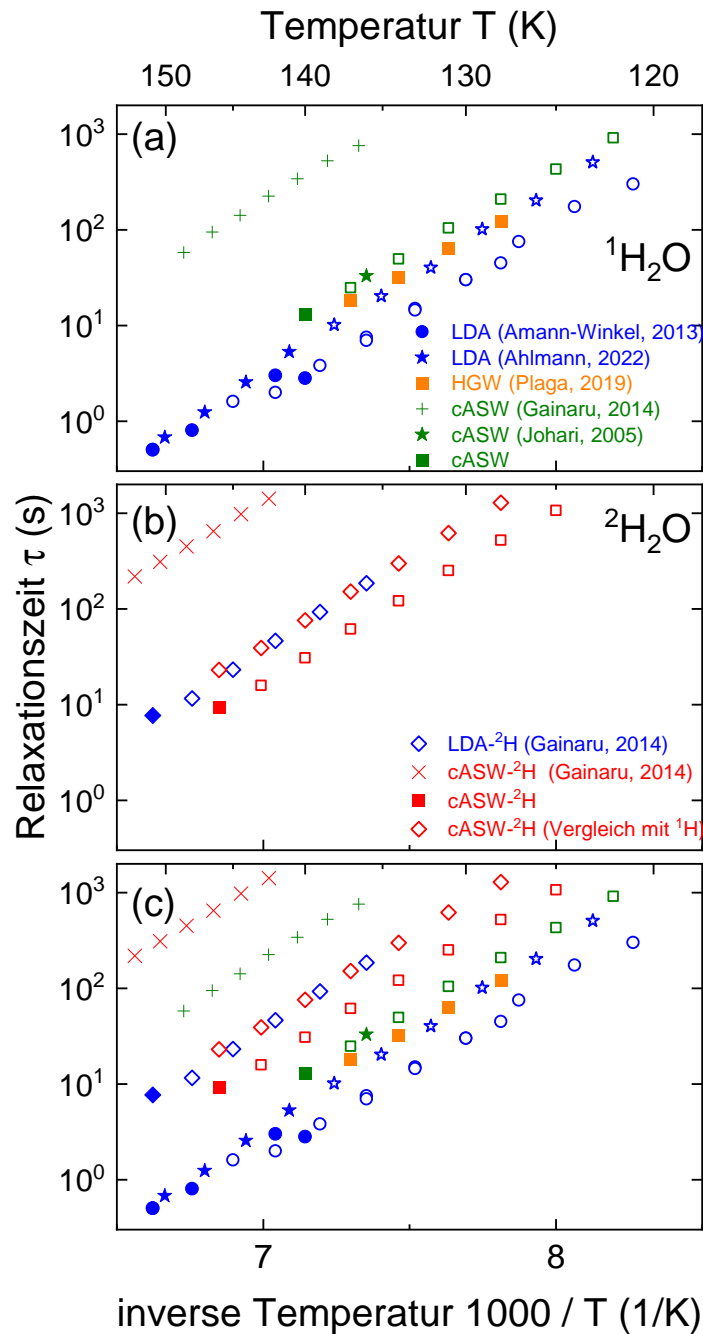 Temperatur T (K)
150 140 130 120
(a)
10³
10²
10¹
10⁰
¹H₂O
LDA (Amann-Winkel, 2013)
LDA (Ahlmann, 2022)
HGW (Plaga, 2019)
cASW (Gainaru, 2014)
cASW (Johari, 2005)
cASW
Relaxationszeit τ (s)
(b)
10³
10²
10¹
10⁰
²H₂O
LDA-²H (Gainaru, 2014)
cASW-²H (Gainaru, 2014)
cASW-²H
cASW-²H (Vergleich mit ¹H)
(c)
10³
10²
10¹
10⁰
7 8
inverse Temperatur 1000 / T (1/K)